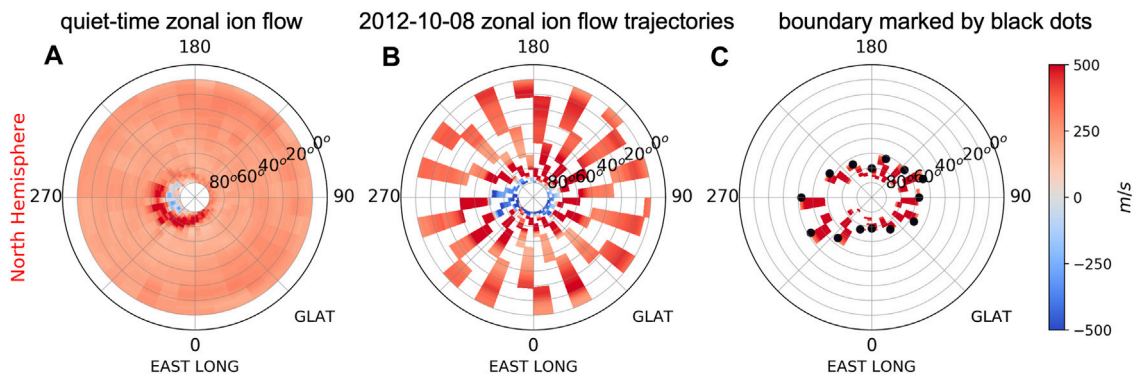 quiet-time zonal ion flow
2012-10-08 zonal ion flow trajectories
boundary marked by black dots
A
180
B
180
C
180
North Hemisphere
270
90
0
80° 60° 40° 20° 0°
GLAT
EAST LONG
270
90
0
80° 60° 40° 20° 0°
GLAT
EAST LONG
270
90
0
80° 60° 40° 20° 0°
GLAT
EAST LONG
500
250
0
−250
−500
m/s